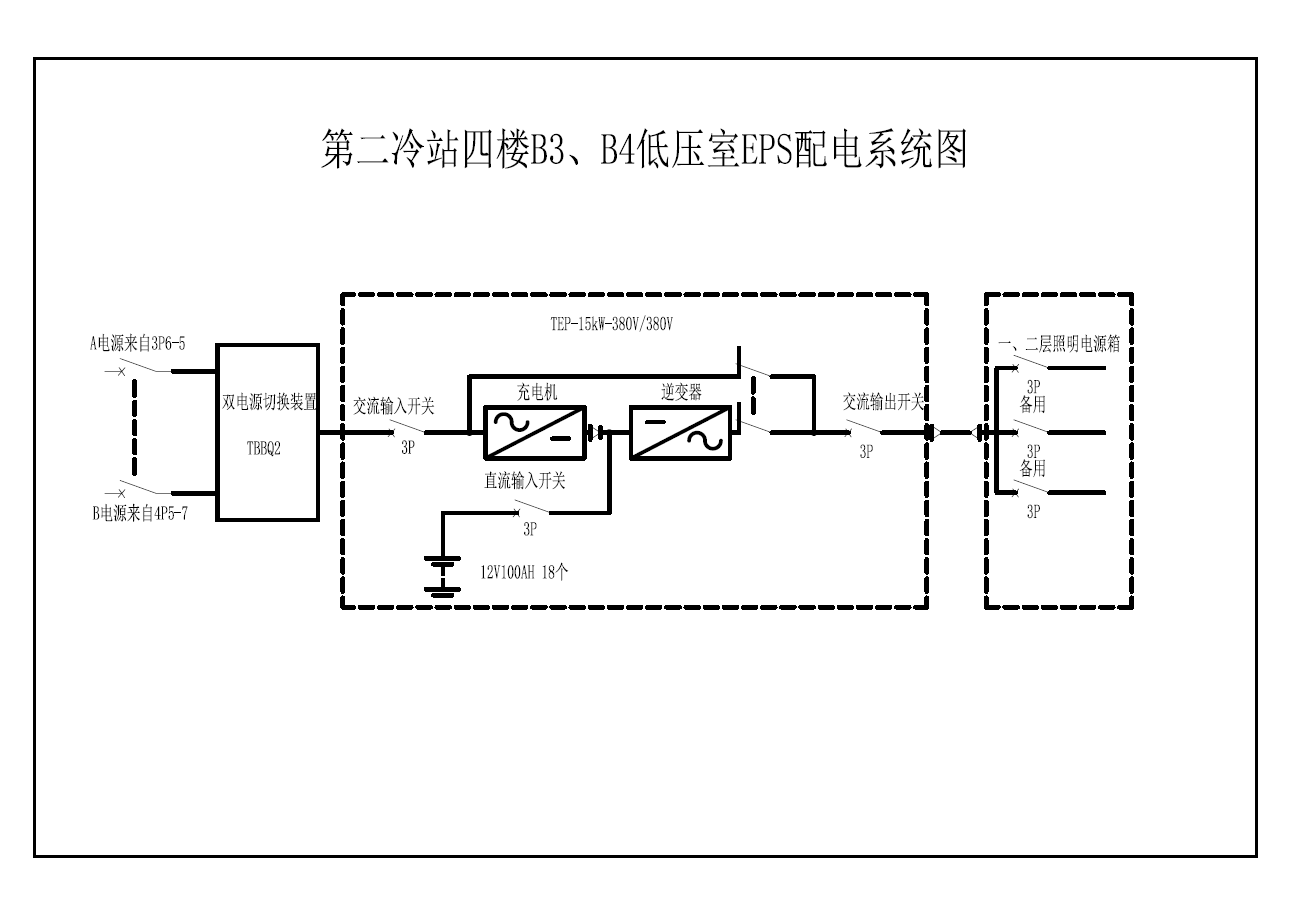 第二冷站四楼B3、B4低压室EPS配电系统图
TEP-15kW-380V/380V
A电源来自3P6-5
一、二层照明电源箱
双电源切换装置
TBBQ2
交流输入开关
3P
充电机
逆变器
交流输出开关
3P
3P
备用
3P
备用
3P
直流输入开关
3P
B电源来自4P5-7
12V100AH 18个